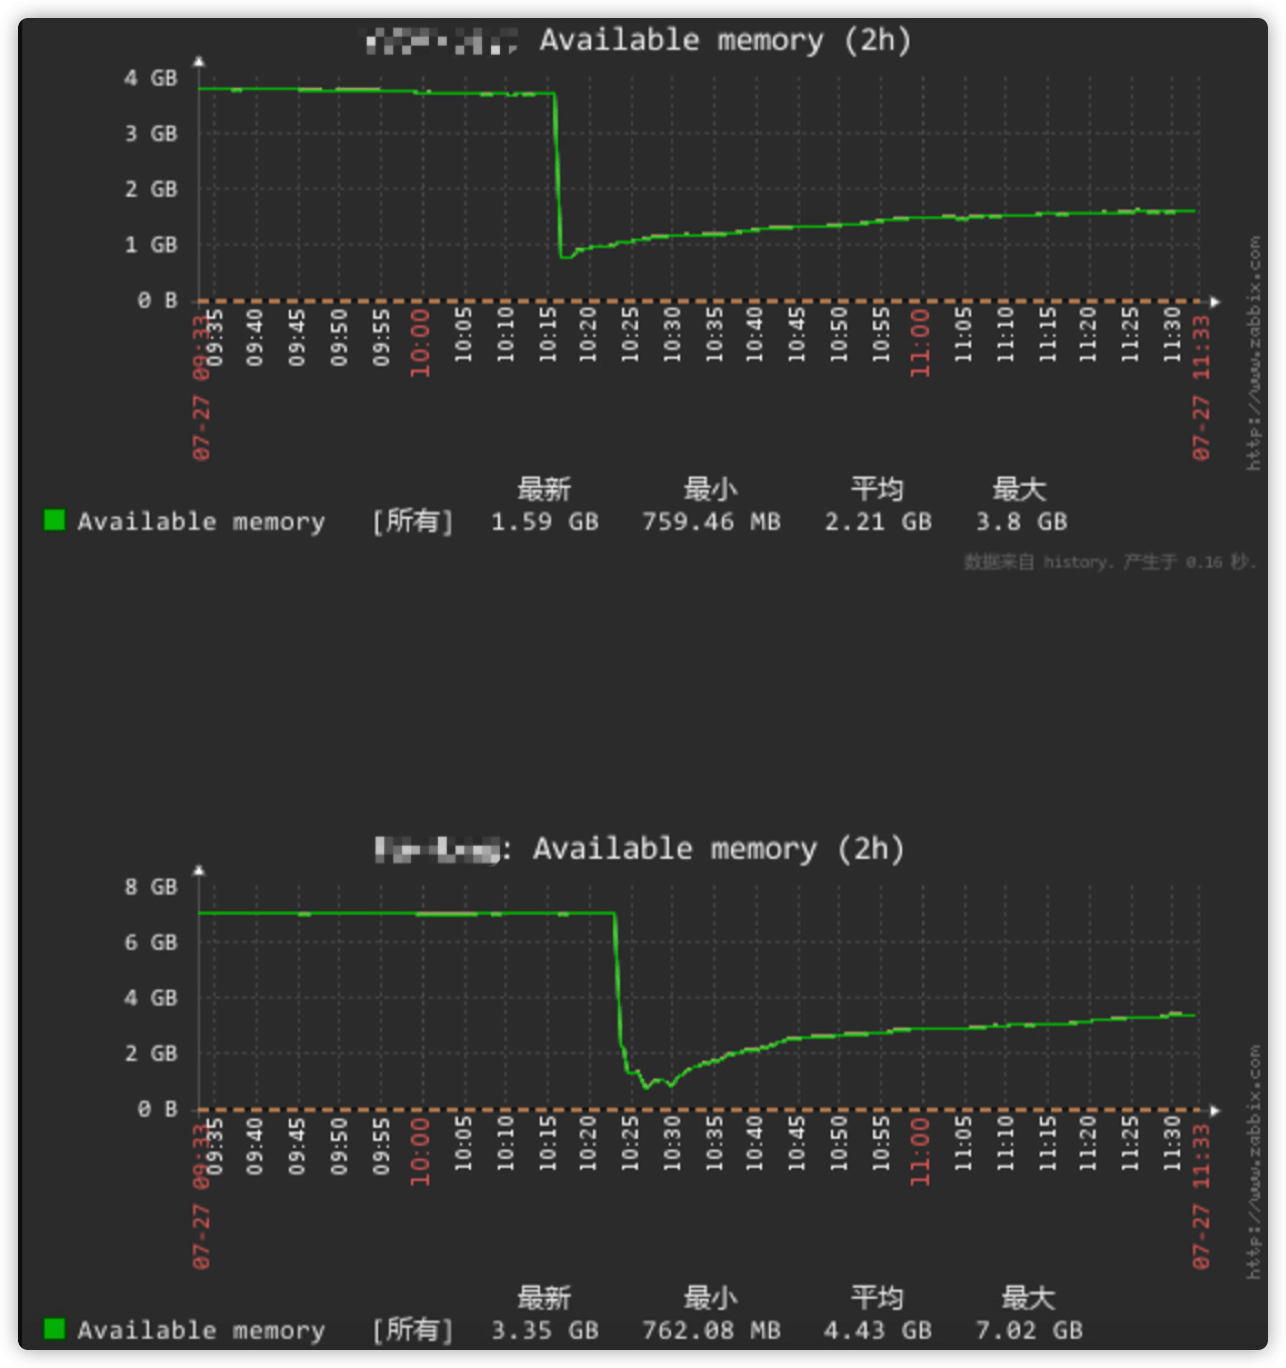 Available memory (2h)
4 GB
3 GB
2 GB
1 GB
0 B
07-27 09:33 09:35 09:40 09:45 09:50 09:55 10:00 10:05 10:10 10:15 10:20 10:25 10:30 10:35 10:40 10:45 10:50 10:55 11:00 11:05 11:10 11:15 11:20 11:25 11:30 07-27 11:33
http://www.zabbix.com
最新 最小 平均 最大
Available memory [所有] 1.59 GB 759.46 MB 2.21 GB 3.8 GB
数据来自 history. 产生于 0.16 秒.
: Available memory (2h)
8 GB
6 GB
4 GB
2 GB
0 B
07-27 09:33 09:35 09:40 09:45 09:50 09:55 10:00 10:05 10:10 10:15 10:20 10:25 10:30 10:35 10:40 10:45 10:50 10:55 11:00 11:05 11:10 11:15 11:20 11:25 11:30 07-27 11:33
http://www.zabbix.com
最新 最小 平均 最大
Available memory [所有] 3.35 GB 762.08 MB 4.43 GB 7.02 GB